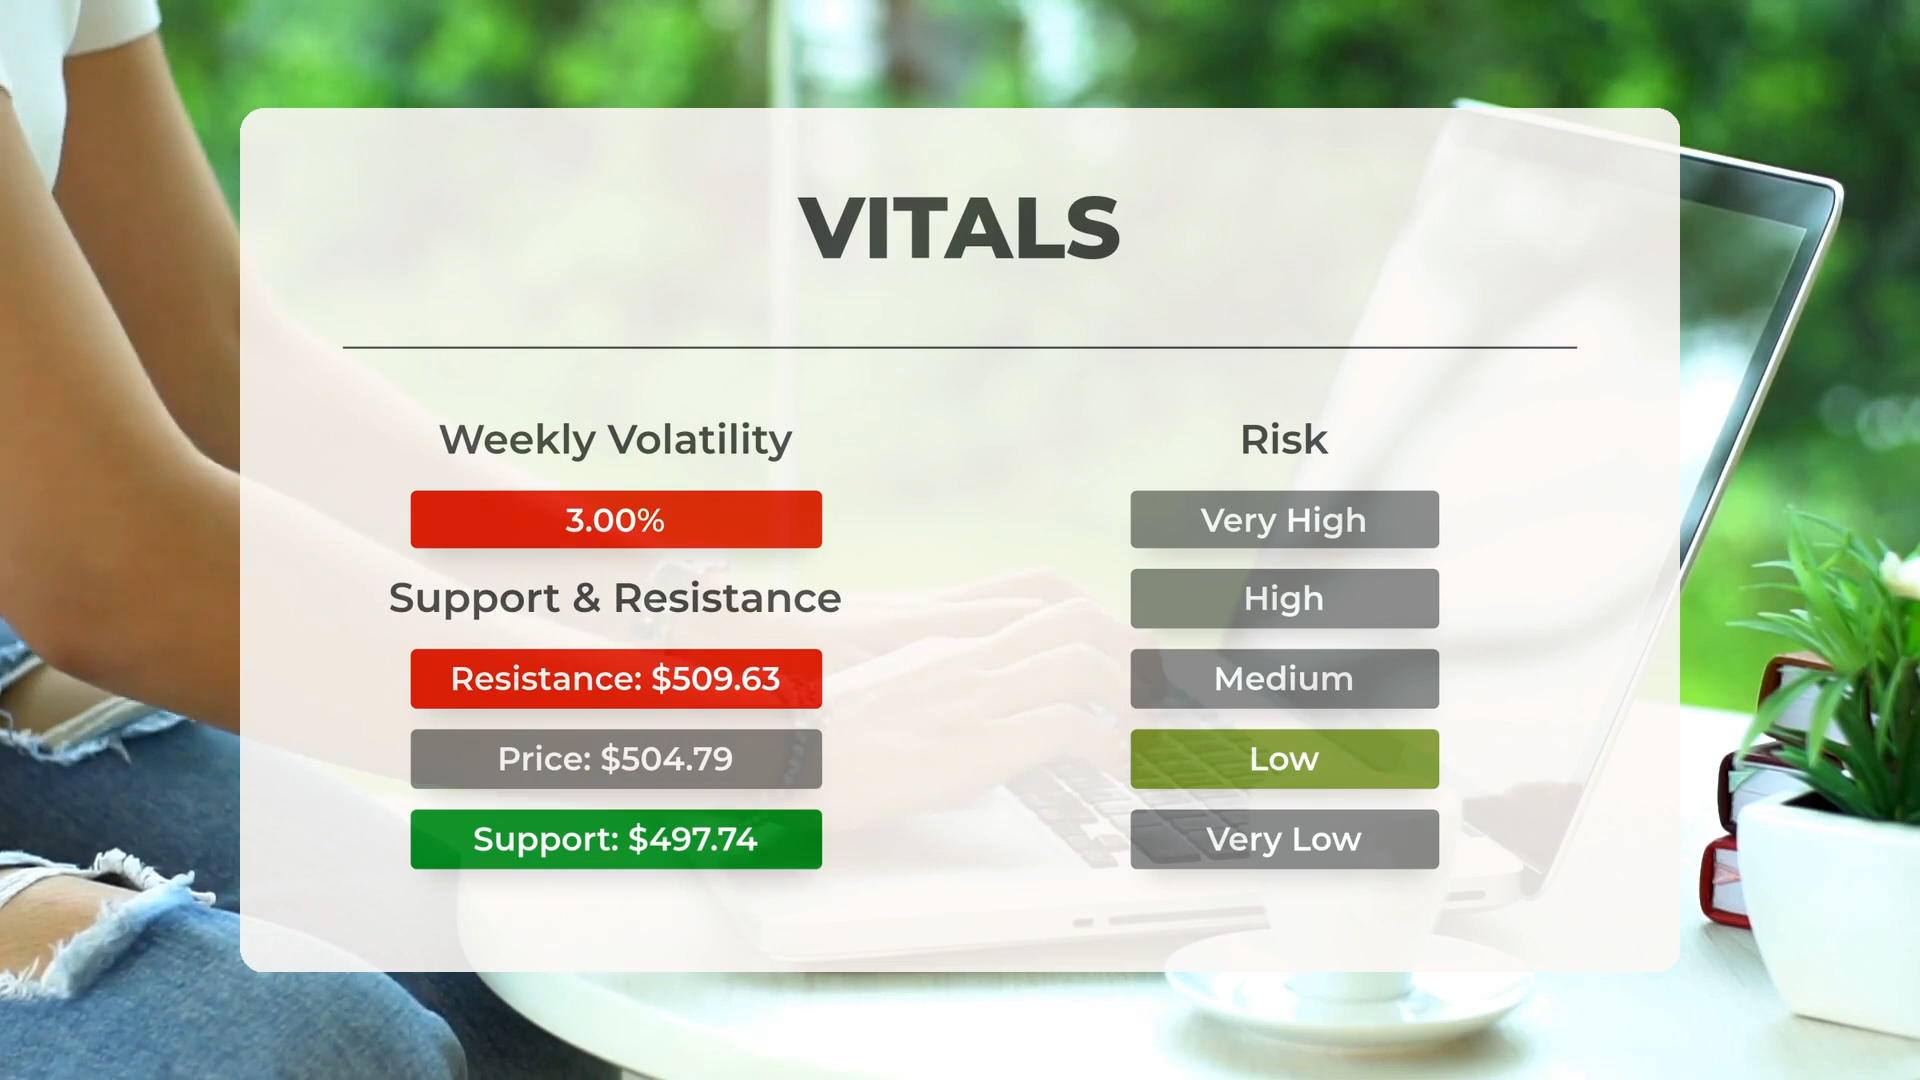 VITALS
Weekly Volatility
3.00%
Support & Resistance
Resistance: $509.63
Price: $504.79
Support: $497.74
Risk
Very High
High
Medium
Low
Very Low